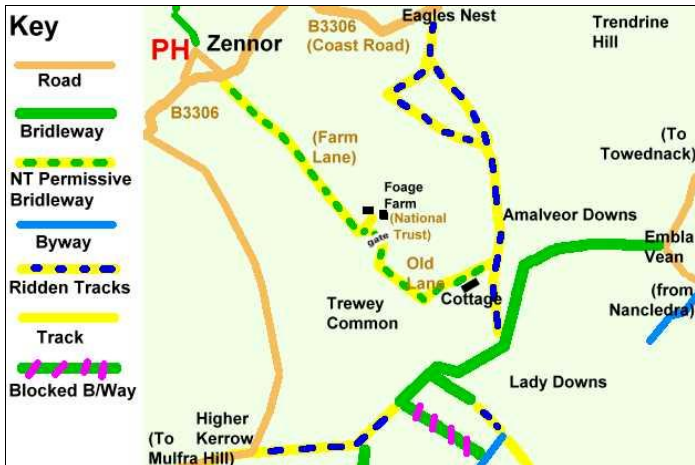 Key
Road
Bridleway
NT Permissive
Bridleway
Byway
Ridden Tracks
Track
Blocked B/Way
PH
Zennor
B3306
(Coast Road)
Eagles Nest
Trendrine
Hill
B3306
(Farm
Lane)
(To
Towednack)
Foage
Farm
(National
Trust)
gate
Amalveor Downs
Embla
Vean
Old
Lane
Cottage
(from
Nancledra)
Trewey
Common
Lady Downs
Higher
Kerrow
(To
Mulfra Hill)